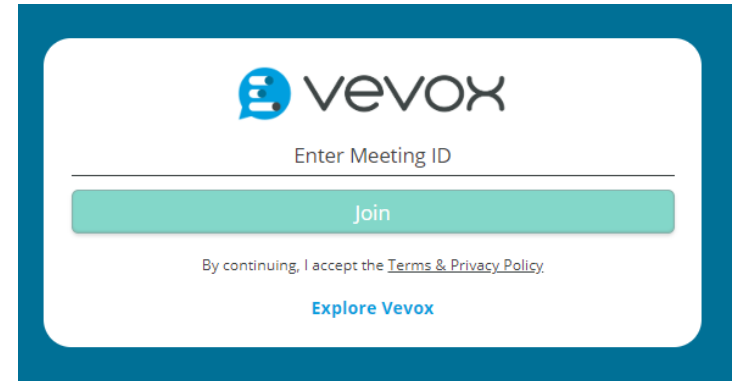 vevox
Enter Meeting ID
Join
By continuing, I accept the Terms & Privacy Policy
Explore Vevox